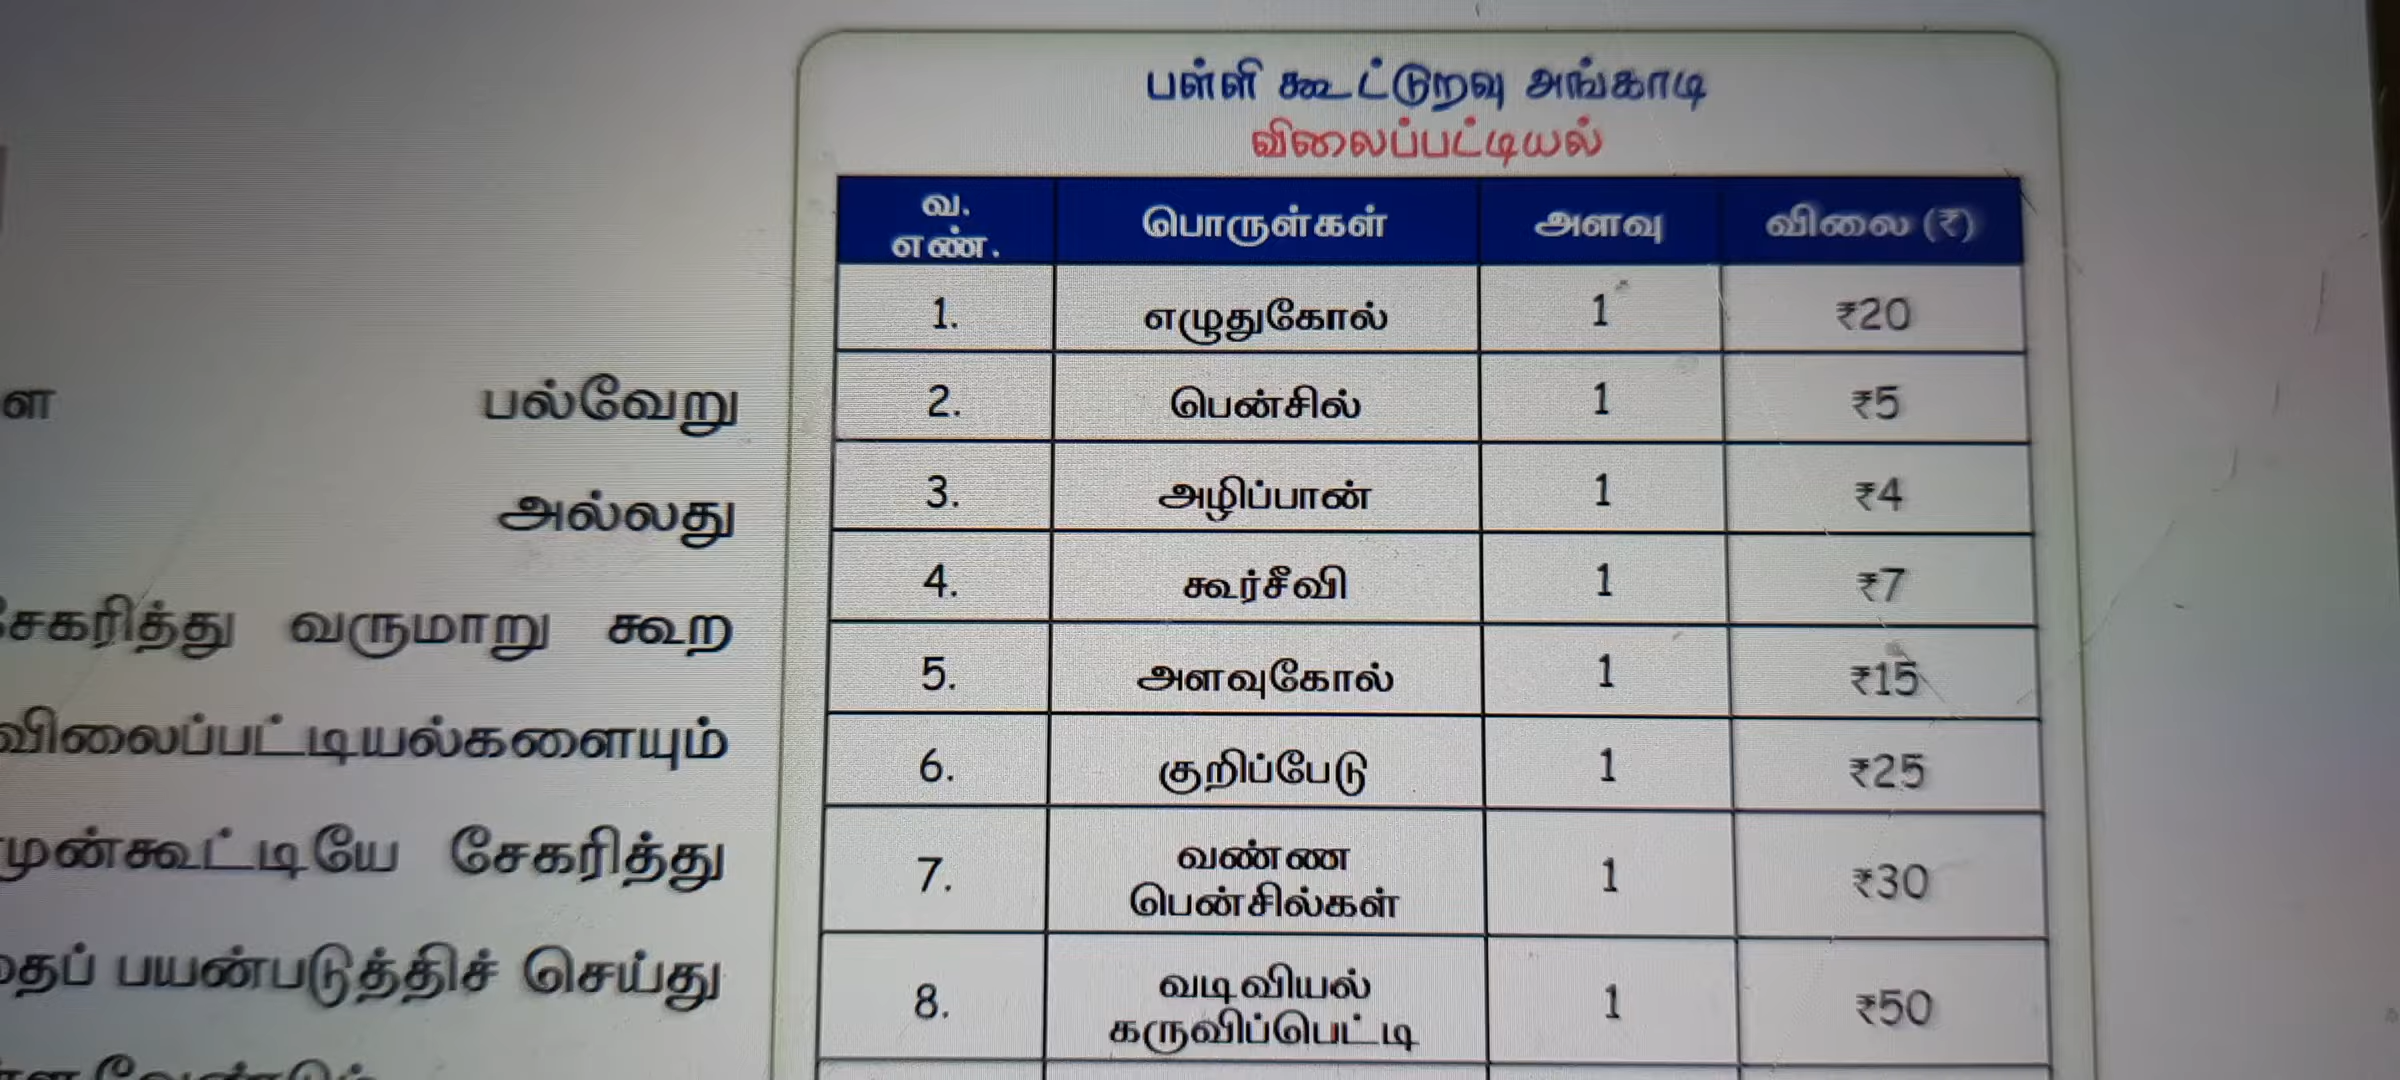 பல்வேறு
அல்லது
வருமாறு கூற
விலைப்பட்டியல்களையும்
முன்கூட்டியே சேகரித்து
பயன்படுத்திச் செய்து
பள்ளி கூட்டுறவு அங்காடி
விலைப்பட்டியல்
வ. எண். பொருள்கள் அளவு விலை (₹)
1. எழுதுகோல் 1 ₹20
2. பென்சில் 1 ₹5
3. அழிப்பான் 1 ₹4
4. கூர்சீவி 1 ₹7
5. அளவுகோல் 1 ₹15
6. குறிப்பேடு 1 ₹25
7. வண்ண பென்சில்கள் 1 ₹30
8. வடிவியல் கருவிப்பெட்டி 1 ₹50